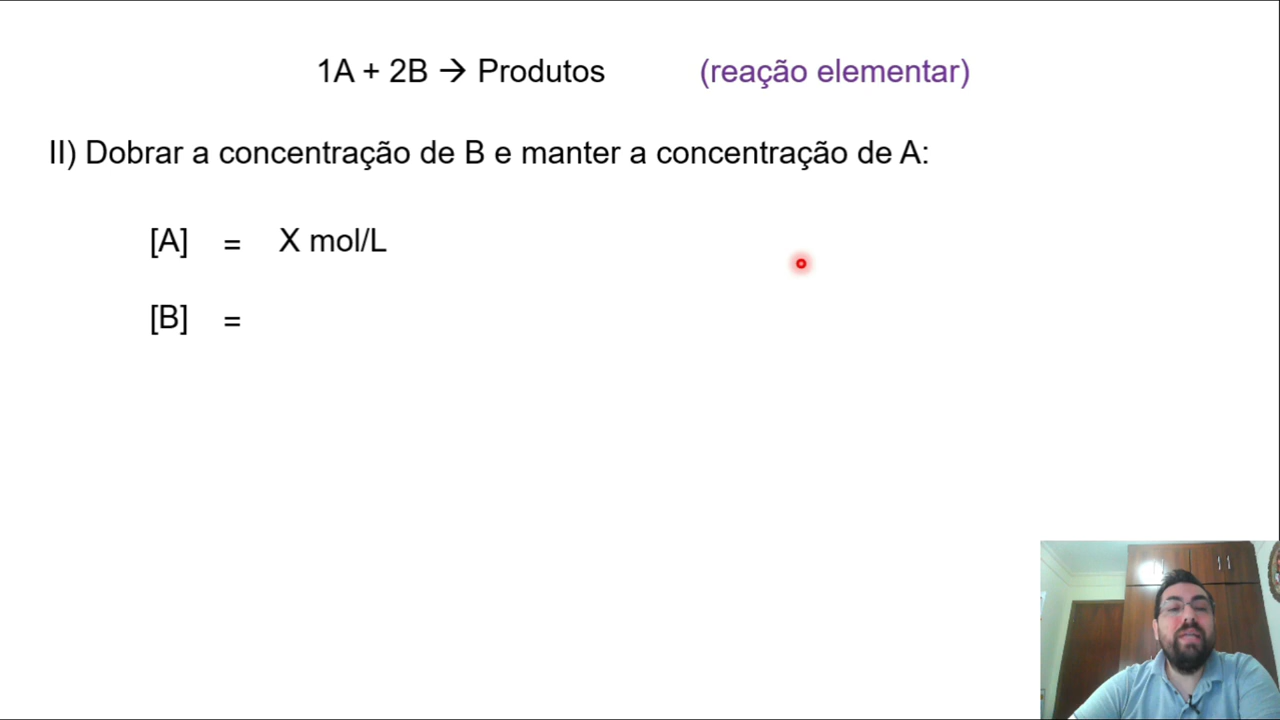 1A + 2B → Produtos (reação elementar)
II) Dobrar a concentração de B e manter a concentração de A:
[A] = X mol/L
[B] =